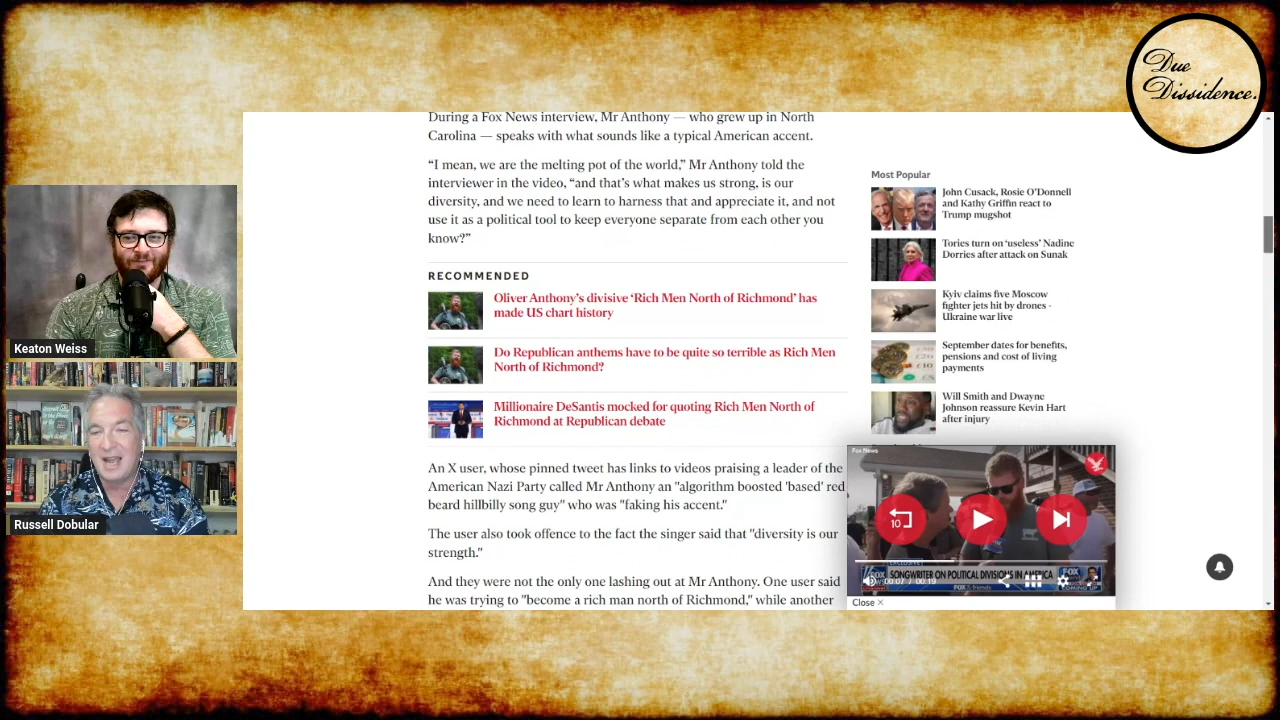 Due
Dissidence.
During a Fox News interview, Mr Anthony — who grew up in North
Carolina — speaks with what sounds like a typical American accent.
“I mean, we are the melting pot of the world,” Mr Anthony told the
interviewer in the video, “and that’s what makes us strong, is our
diversity, and we need to learn to harness that and appreciate it, and not
use it as a political tool to keep everyone separate from each other you
know?”
RECOMMENDED
Oliver Anthony’s divisive ‘Rich Men North of Richmond’ has
made US chart history
Do Republican anthems have to be quite so terrible as Rich Men
North of Richmond?
Millionaire DeSantis mocked for quoting Rich Men North of
Richmond at Republican debate
An X user, whose pinned tweet has links to videos praising a leader of the
American Nazi Party called Mr Anthony an "algorithm boosted 'based' red
beard hillbilly song guy" who was "faking his accent."
The user also took offence to the fact the singer said that "diversity is our
strength."
And they were not the only one lashing out at Mr Anthony. One user said
he was trying to "become a rich man north of Richmond," while another
Most Popular
John Cusack, Rosie O’Donnell
and Kathy Griffin react to
Trump mugshot
Tories turn on ‘useless’ Nadine
Dorries after attack on Sunak
Kyiv claims five Moscow
fighter jets hit by drones -
Ukraine war live
September dates for benefits,
pensions and cost of living
payments
Will Smith and Dwayne
Johnson reassure Kevin Hart
after injury
Fox News
10
EXCLUSIVE
SONGWRITER ON POLITICAL DIVISIONS IN AMERICA
00:07 / 00:19
FOX & friends
COMING UP
Close ×
Keaton Weiss
Russell Dobular